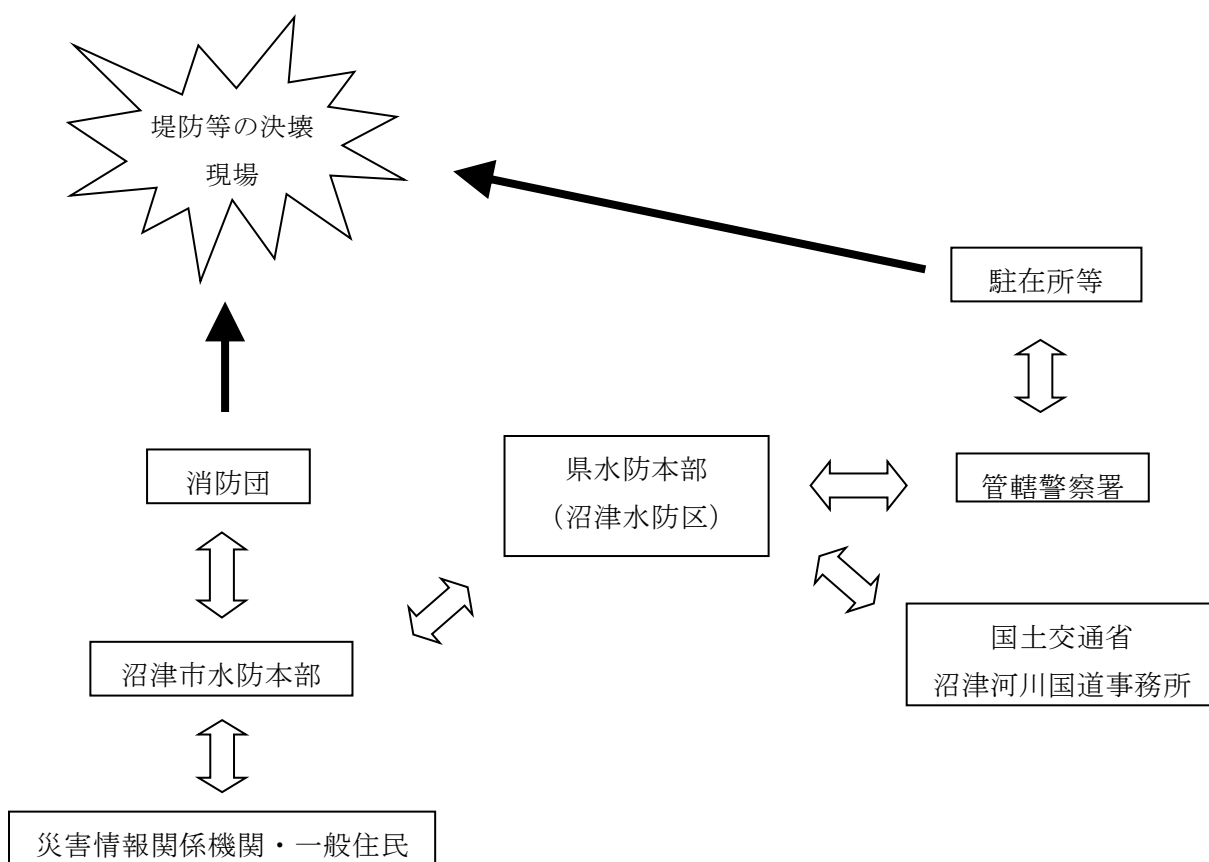 堤防等の決壊
現場
駐在所等
消防団
県水防本部
（沼津水防区）
管轄警察署
沼津市水防本部
国土交通省
沼津河川国道事務所
災害情報関係機関・一般住民